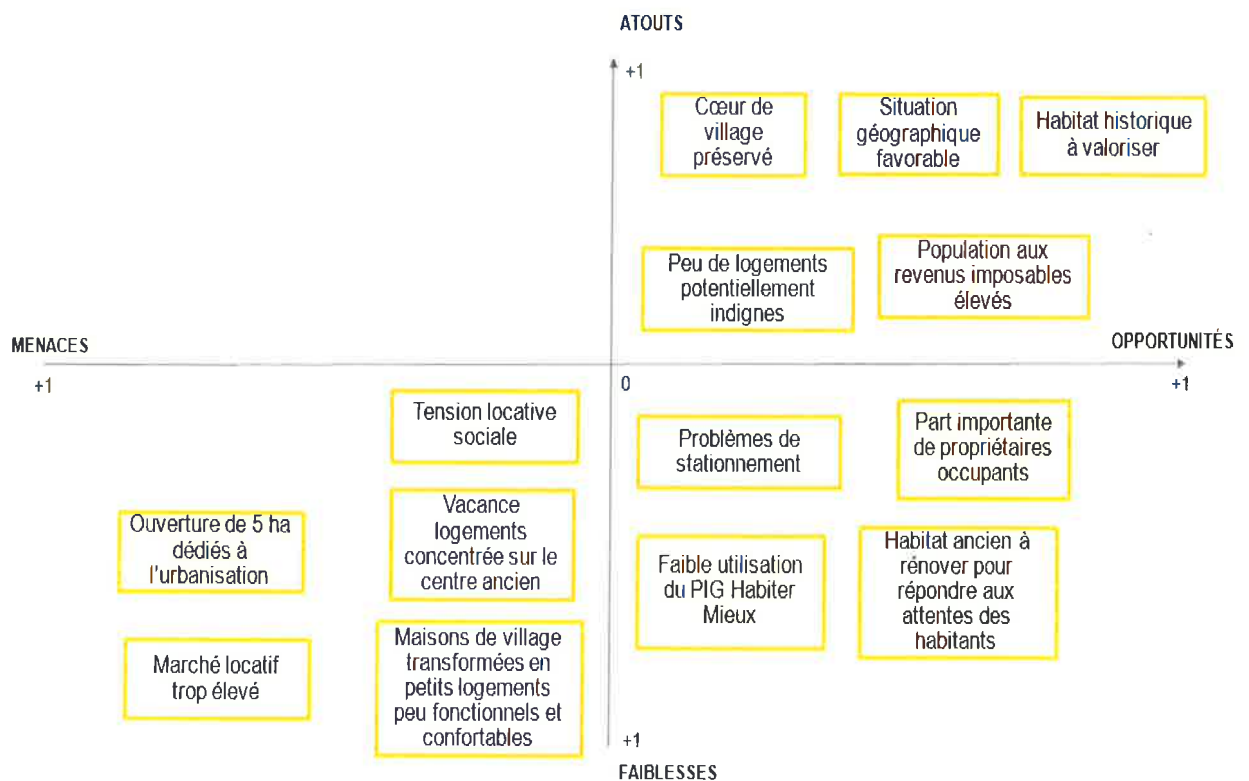 ATOUTS
+1
Cœur de
village
préservé
Situation
géographique
favorable
Habitat historique
à valoriser
Peu de logements
potentiellement
indignes
Population aux
revenus imposables
élevés
MENACES
OPPORTUNITÉS
+1
0
+1
Tension locative
sociale
Problèmes de
stationnement
Part importante
de propriétaires
occupants
Ouverture de 5 ha
dédiés à
l'urbanisation
Vacance
logements
concentrée sur le
centre ancien
Faible utilisation
du PIG Habiter
Mieux
Habitat ancien à
rénover pour
répondre aux
attentes des
habitants
Marché locatif
trop élevé
Maisons de village
transformées en
petits logements
peu fonctionnels et
confortables
+1
FAIBLESSES